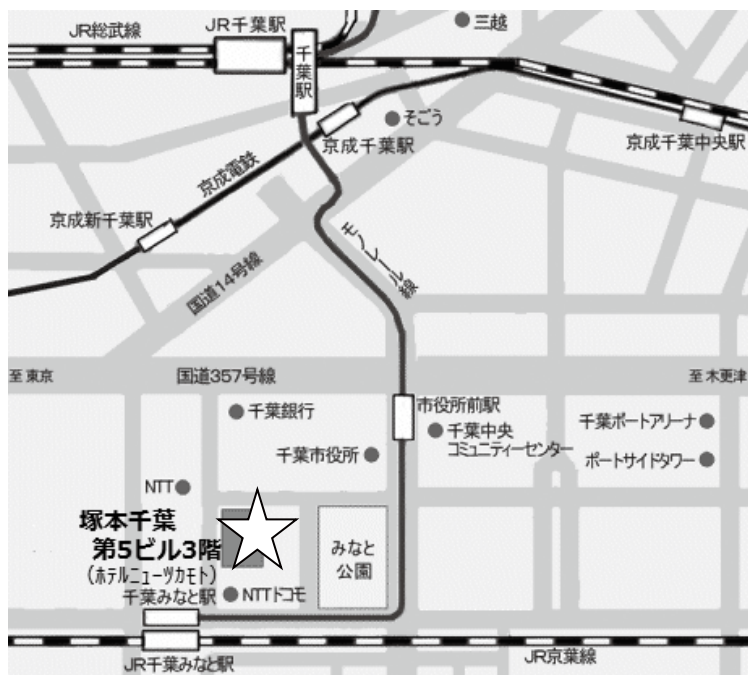 三越
JR千葉駅
JR総武線
千葉駅
そごう
京成千葉駅
京成千葉中央駅
京成電鉄
京成新千葉駅
モノレール線
国道14号線
至 東京
国道357号線
至 木更津
千葉銀行
市役所前駅
千葉中央
コミュニティーセンター
千葉ポートアリーナ
千葉市役所
ポートサイドタワー
NTT
塚本千葉
第5ビル3階
(ホテルニューツカモト)
みなと
公園
千葉みなと駅
NTTドコモ
JR千葉みなと駅
JR京葉線